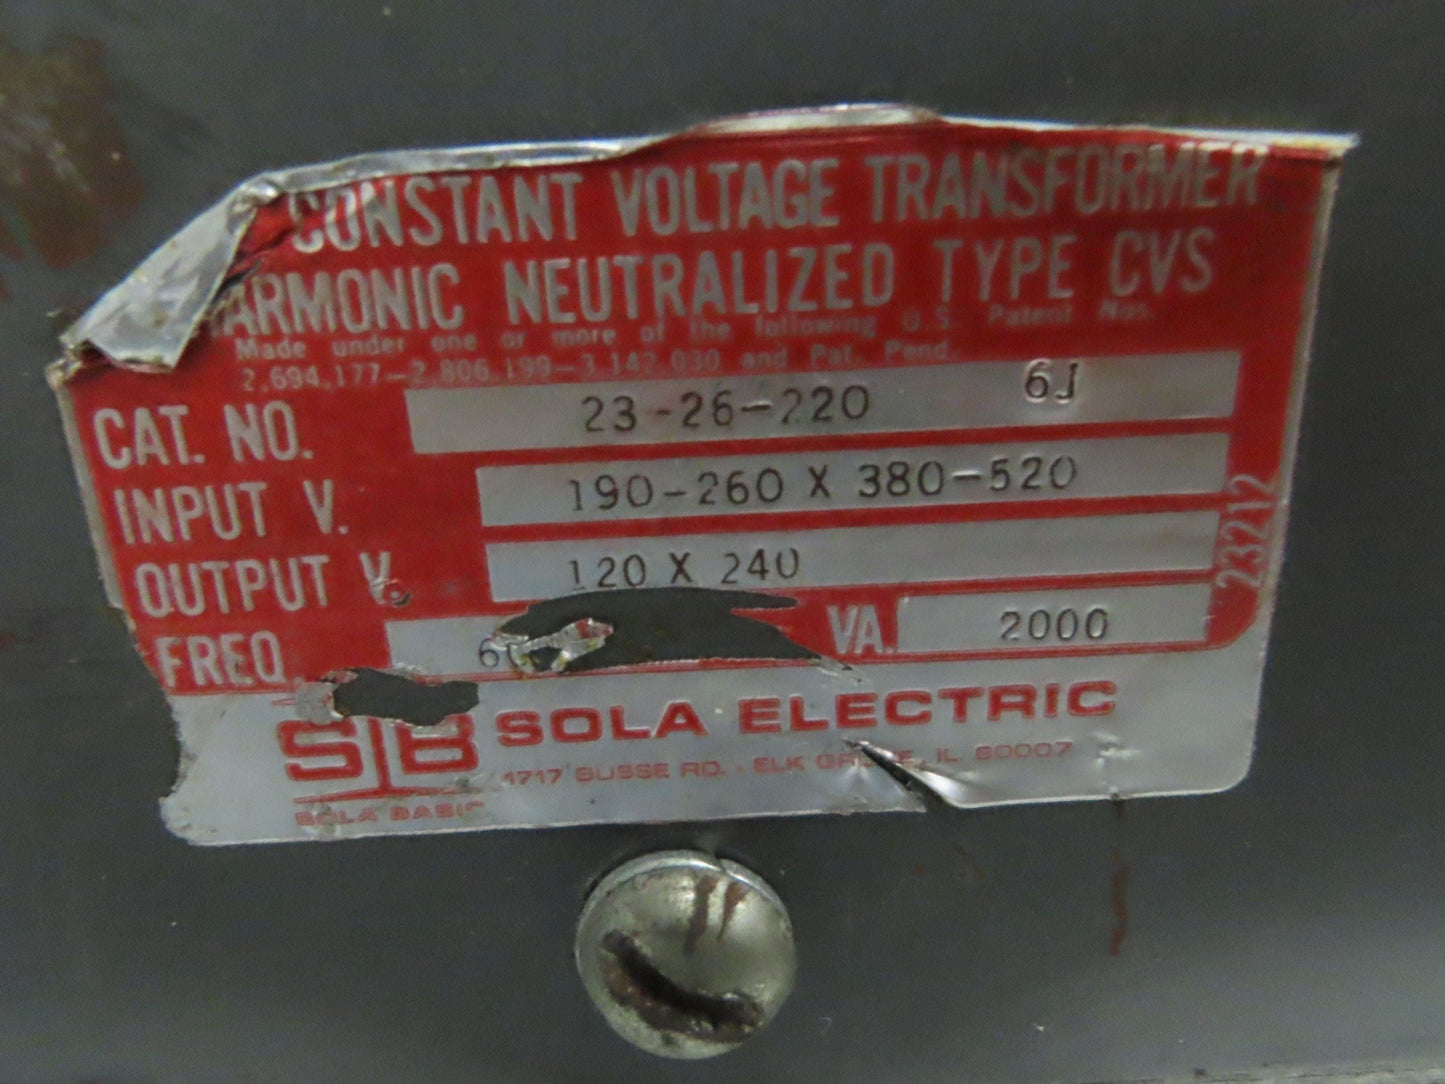 CONSTANT VOLTAGE TRANSFORMER
ARMONIC NEUTRALIZED TYPE CVS
Made under one or more of the following U.S. Patent Nos.
2,694,177–2,806,199–3,142,030 and Pat. Pend.
CAT. NO. 23-26-220 6J
INPUT V. 190-260 X 380-520
OUTPUT V. 120 X 240
FREQ. 6 VA. 2000
23212
SB SOLA ELECTRIC
1717 BUSSE RD. - ELK GROVE, IL 60007
SOLA BASIC